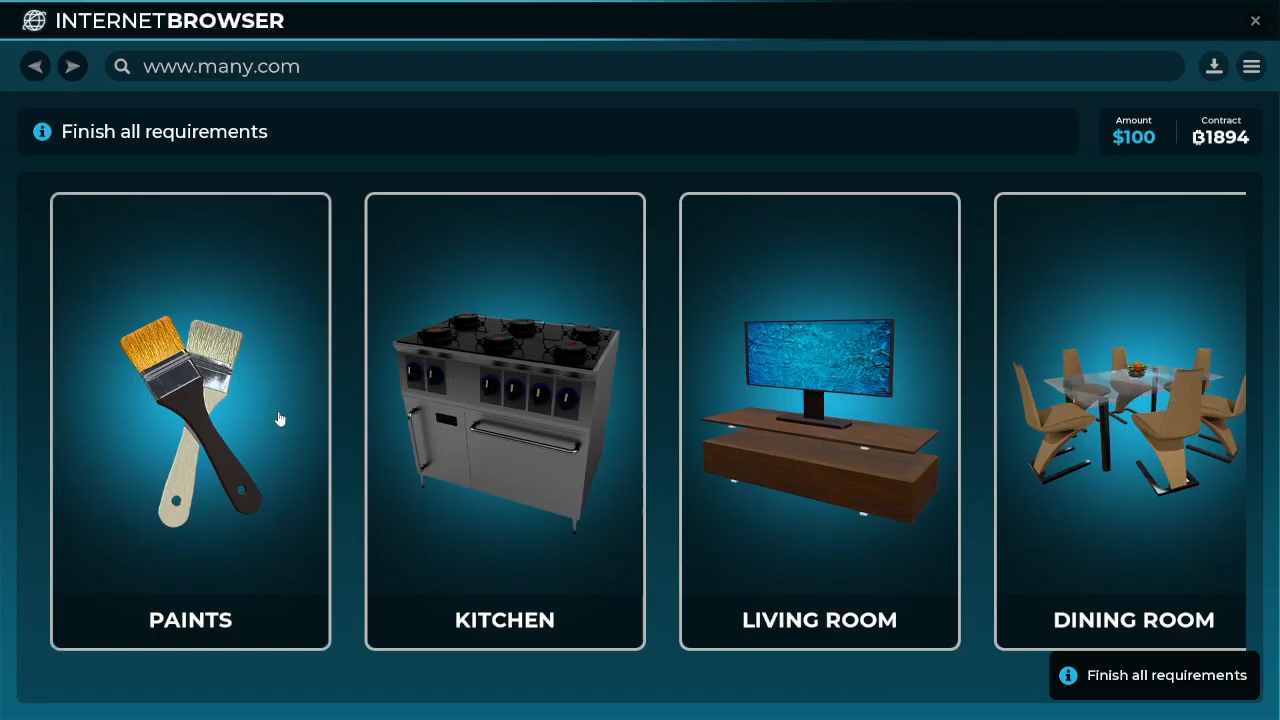 INTERNETBROWSER
www.many.com
Finish all requirements
Amount
$100
Contract
₿1894
PAINTS
KITCHEN
LIVING ROOM
DINING ROOM
Finish all requirements